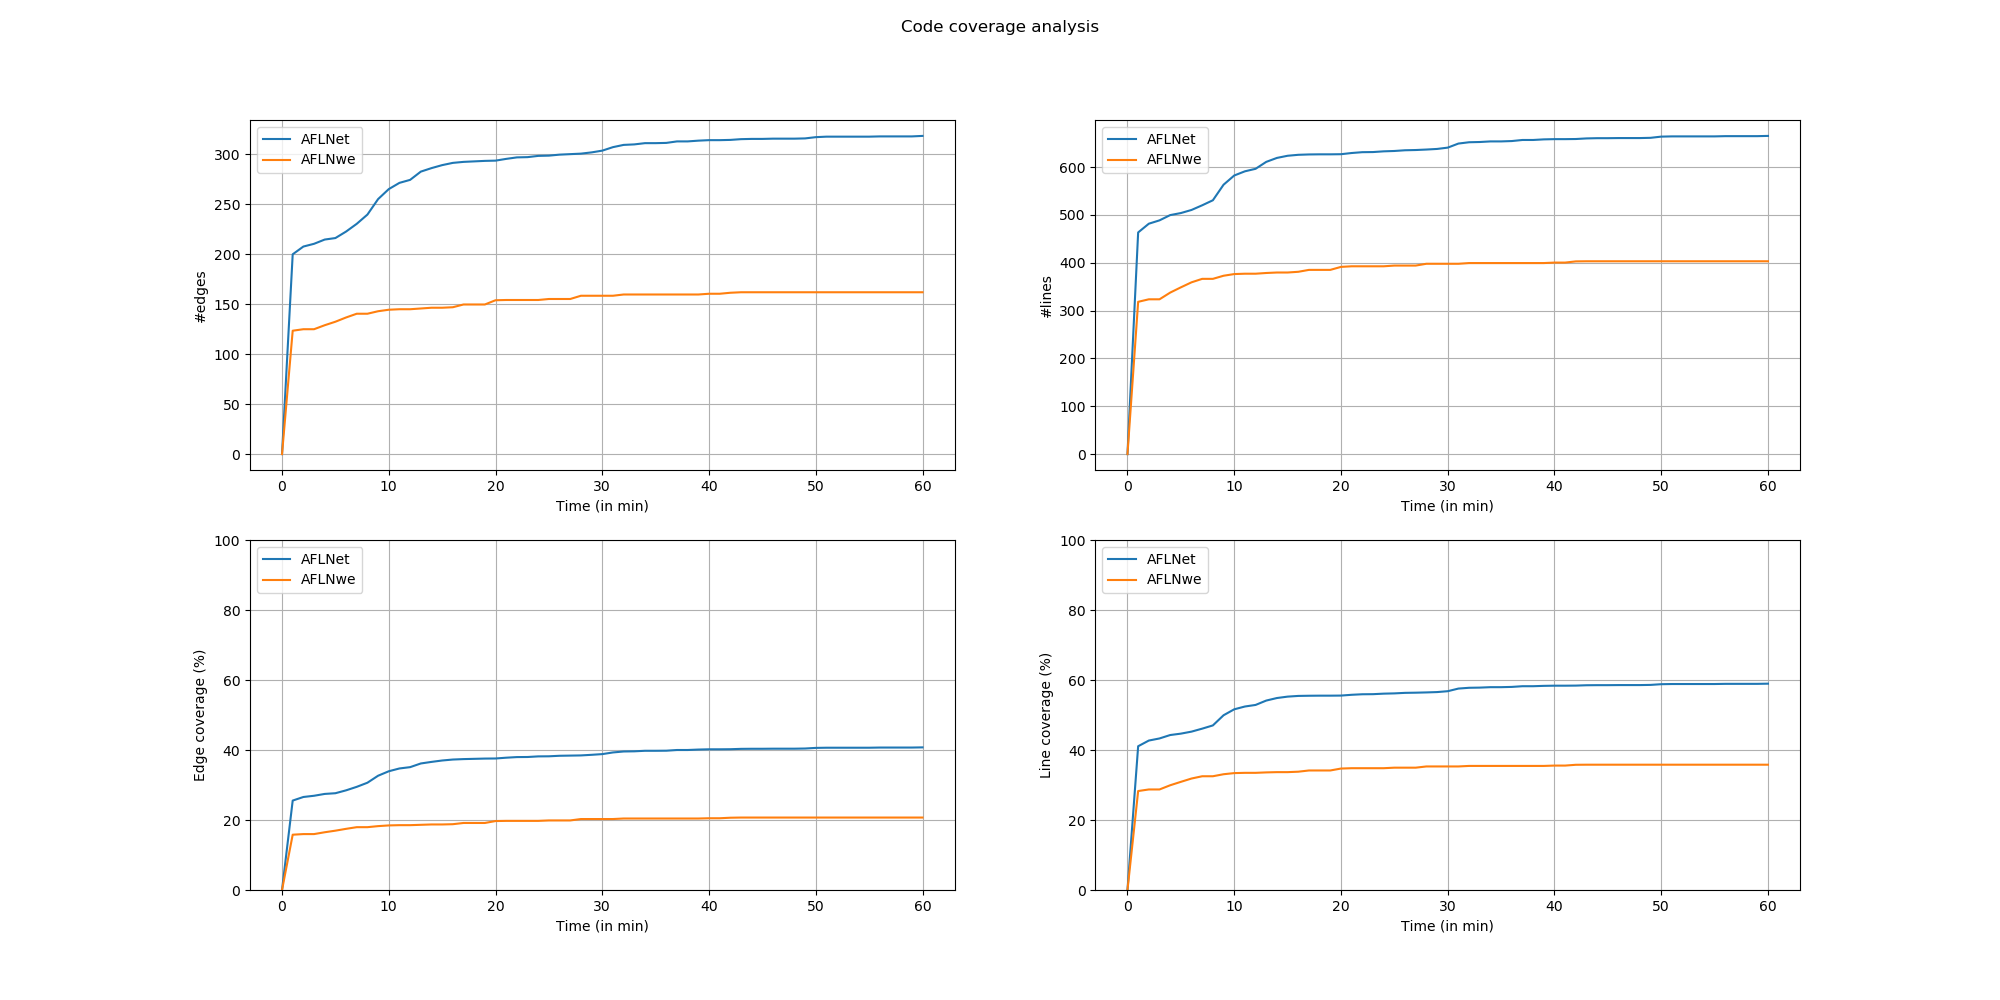 Code coverage analysis
AFLNet
AFLNwe
300
250
200
150
100
50
0
#edges
0 10 20 30 40 50 60
Time (in min)
AFLNet
AFLNwe
600
500
400
300
200
100
0
#lines
0 10 20 30 40 50 60
Time (in min)
AFLNet
AFLNwe
100
80
60
40
20
0
Edge coverage (%)
0 10 20 30 40 50 60
Time (in min)
AFLNet
AFLNwe
100
80
60
40
20
0
Line coverage (%)
0 10 20 30 40 50 60
Time (in min)